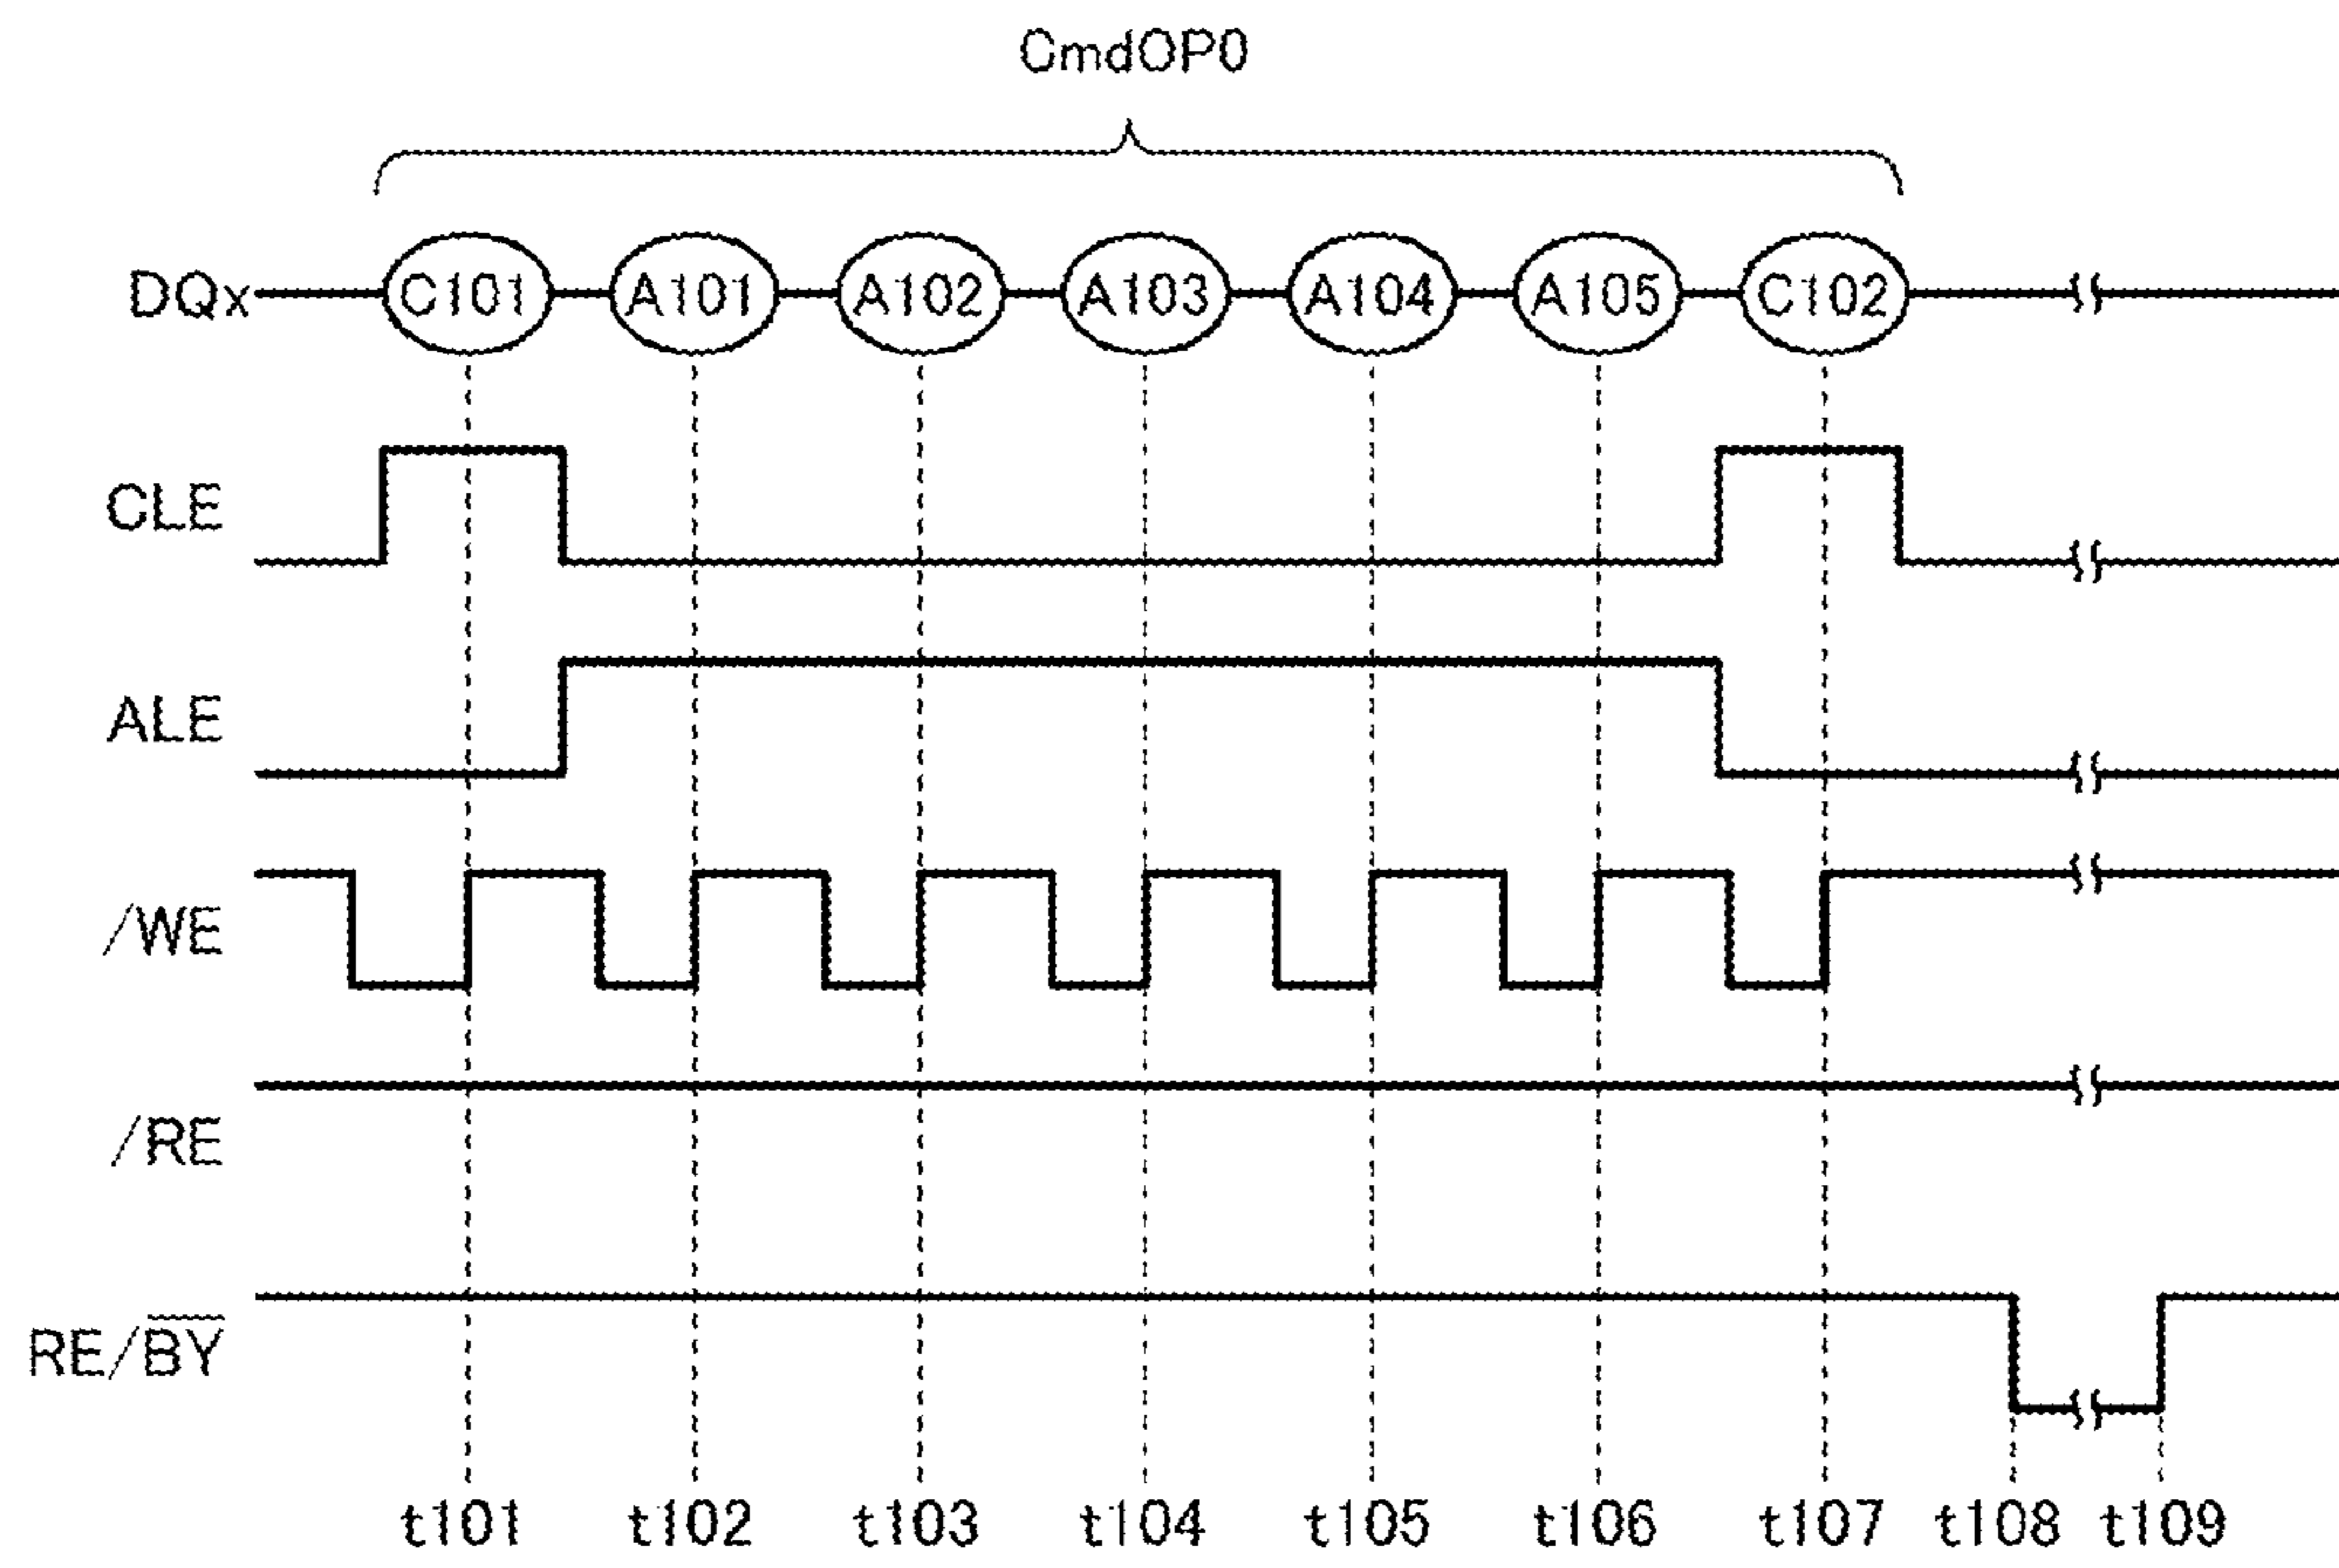 CmdOP0
DQx C101 A101 A102 A103 A104 A105 C102
CLE
ALE
/WE
/RE
RE/B̅Y̅
t101 t102 t103 t104 t105 t106 t107 t108 t109